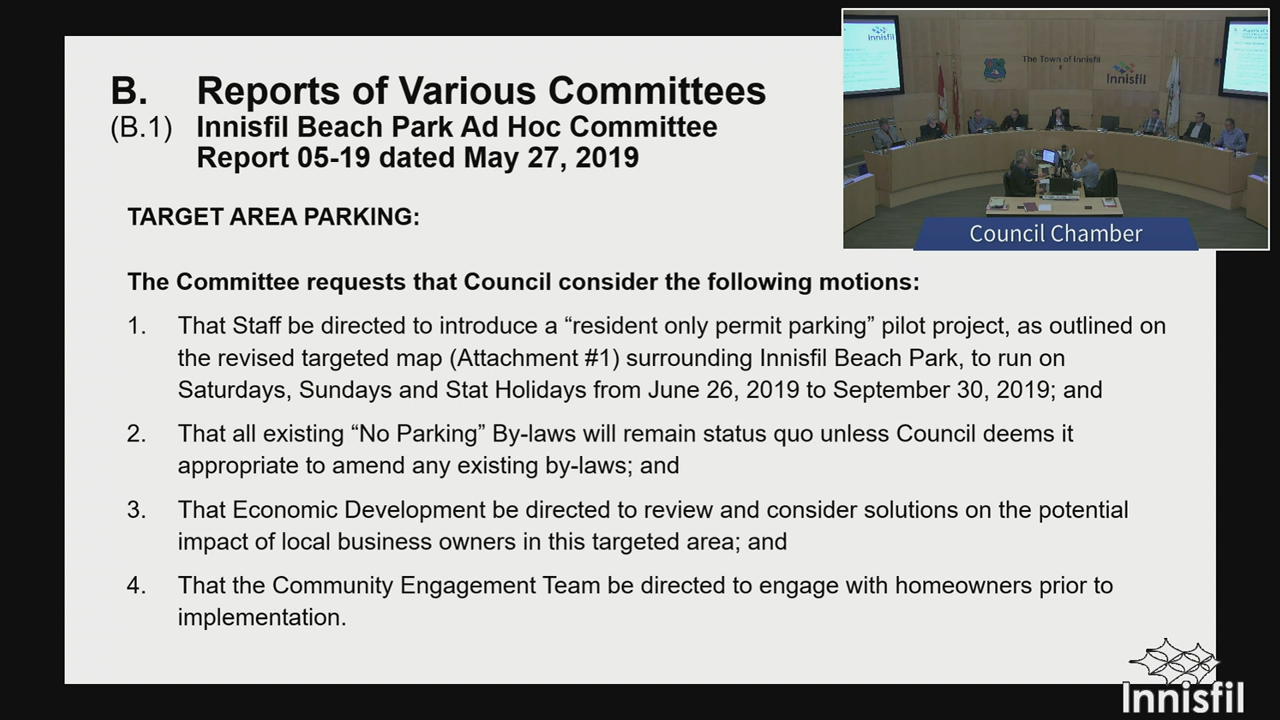 B. Reports of Various Committees
(B.1) Innisfil Beach Park Ad Hoc Committee
Report 05-19 dated May 27, 2019
TARGET AREA PARKING:
The Committee requests that Council consider the following motions:
1. That Staff be directed to introduce a “resident only permit parking” pilot project, as outlined on
the revised targeted map (Attachment #1) surrounding Innisfil Beach Park, to run on
Saturdays, Sundays and Stat Holidays from June 26, 2019 to September 30, 2019; and
2. That all existing “No Parking” By-laws will remain status quo unless Council deems it
appropriate to amend any existing by-laws; and
3. That Economic Development be directed to review and consider solutions on the potential
impact of local business owners in this targeted area; and
4. That the Community Engagement Team be directed to engage with homeowners prior to
implementation.
Innisfil
The Town of Innisfil
Innisfil
Council Chamber
Innisfil